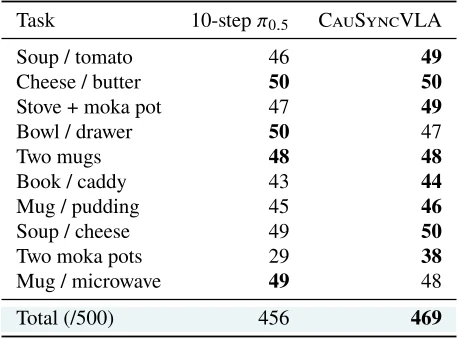 Task 10-step π0.5 CAUSYNCVLA
Soup / tomato 46 49
Cheese / butter 50 50
Stove + moka pot 47 49
Bowl / drawer 50 47
Two mugs 48 48
Book / caddy 43 44
Mug / pudding 45 46
Soup / cheese 49 50
Two moka pots 29 38
Mug / microwave 49 48
Total (/500) 456 469